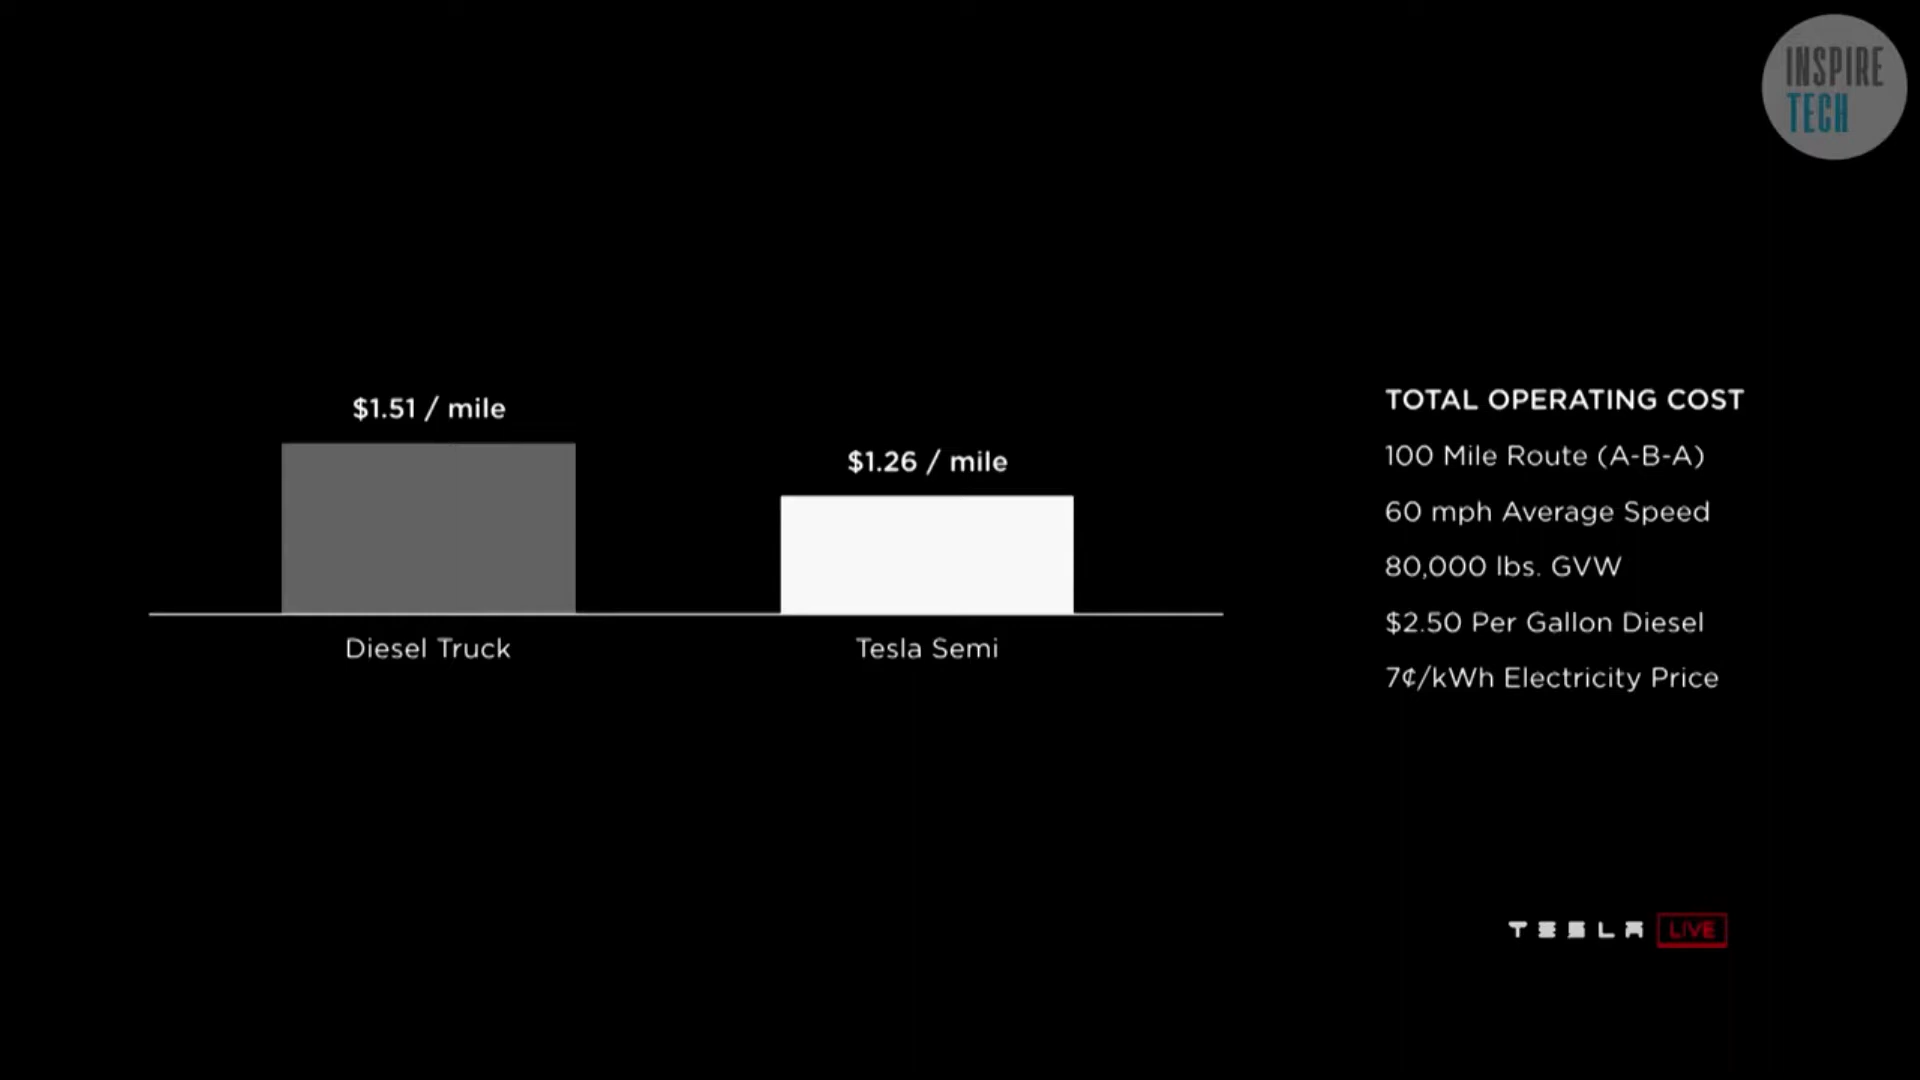 INSPIRE
TECH
$1.51 / mile
$1.26 / mile
Diesel Truck
Tesla Semi
TOTAL OPERATING COST
100 Mile Route (A-B-A)
60 mph Average Speed
80,000 lbs. GVW
$2.50 Per Gallon Diesel
7¢/kWh Electricity Price
TESLA LIVE